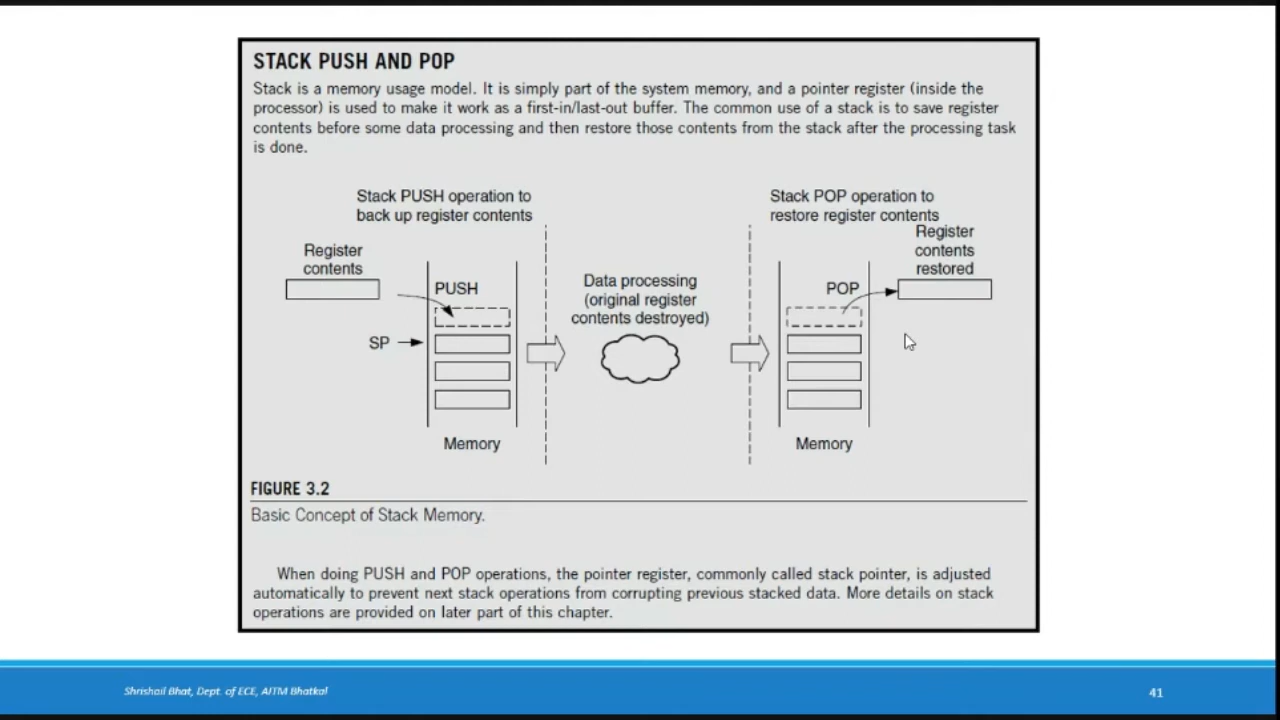 STACK PUSH AND POP
Stack is a memory usage model. It is simply part of the system memory, and a pointer register (inside the
processor) is used to make it work as a first-in/last-out buffer. The common use of a stack is to save register
contents before some data processing and then restore those contents from the stack after the processing task
is done.
Stack PUSH operation to
back up register contents
Stack POP operation to
restore register contents
Register
contents
PUSH
SP
Memory
Data processing
(original register
contents destroyed)
POP
Register
contents
restored
Memory
FIGURE 3.2
Basic Concept of Stack Memory.
When doing PUSH and POP operations, the pointer register, commonly called stack pointer, is adjusted
automatically to prevent next stack operations from corrupting previous stacked data. More details on stack
operations are provided on later part of this chapter.
Shrishail Bhat, Dept. of ECE, AITM Bhatkal
41